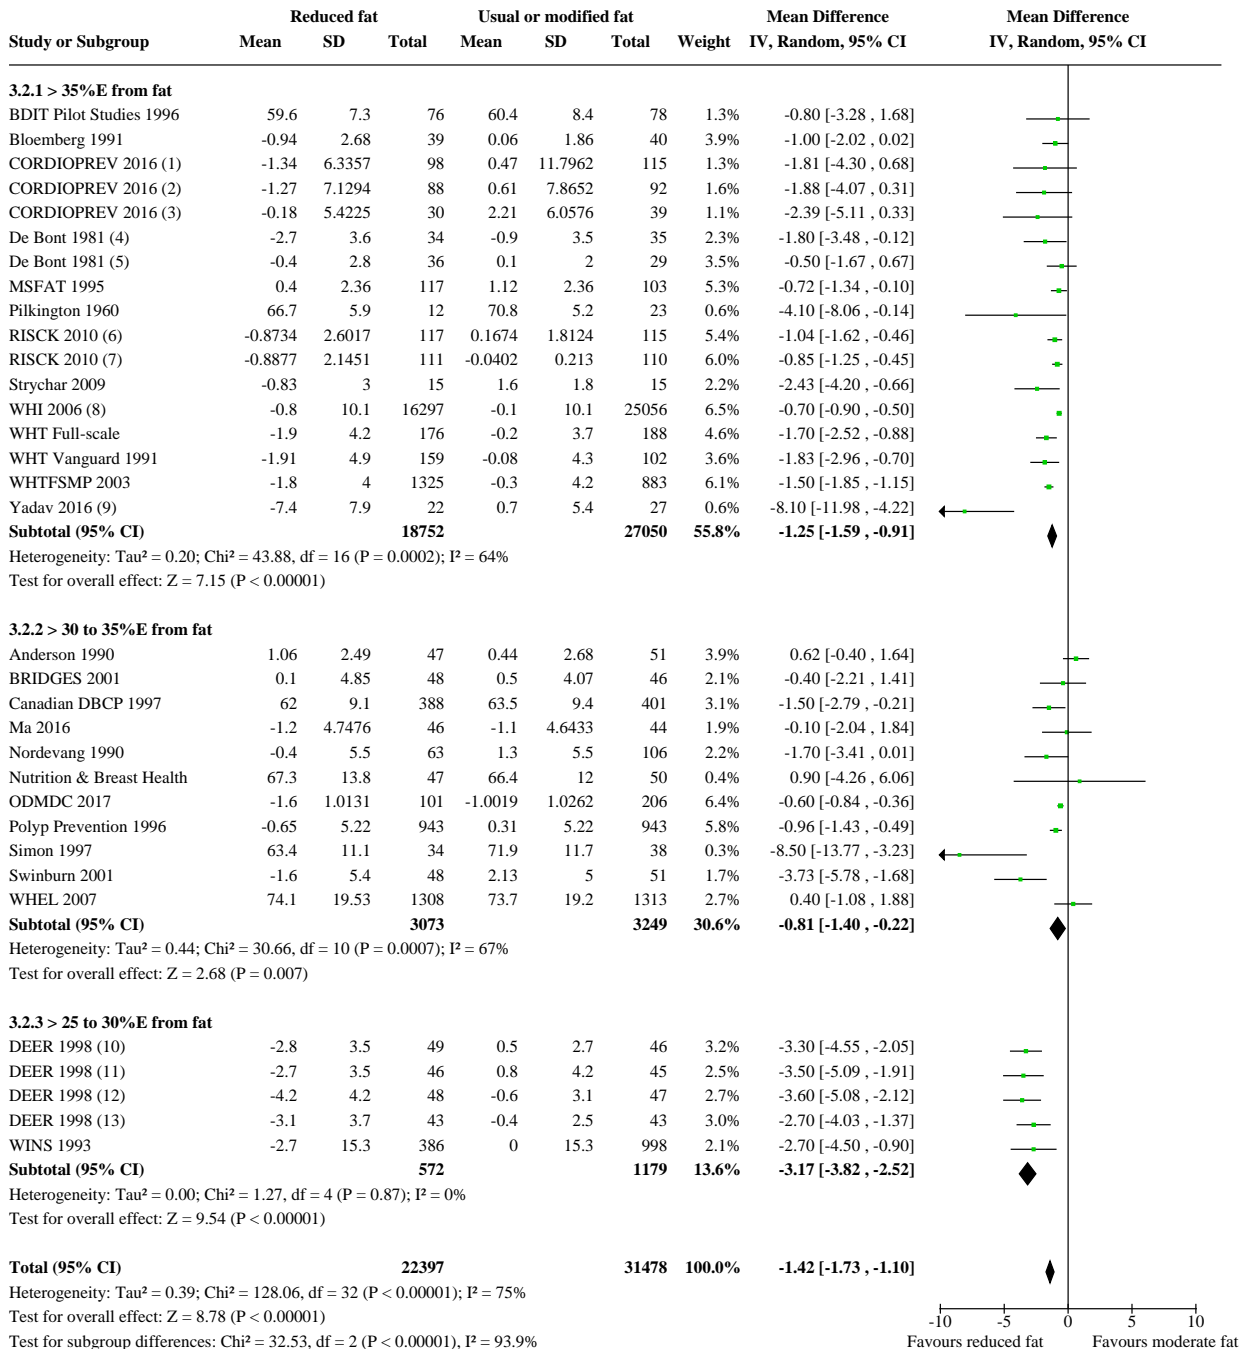 Reduced fat Usual or modified fat Mean Difference Mean Difference
Study or Subgroup Mean SD Total Mean SD Total Weight IV, Random, 95% CI IV, Random, 95% CI
3.2.1 > 35%E from fat
BDIT Pilot Studies 1996 59.6 7.3 76 60.4 8.4 78 1.3% -0.80 [-3.28 , 1.68]
Bloemberg 1991 -0.94 2.68 39 0.06 1.86 40 3.9% -1.00 [-2.02 , 0.02]
CORDIOPREV 2016 (1) -1.34 6.3357 98 0.47 11.7962 115 1.3% -1.81 [-4.30 , 0.68]
CORDIOPREV 2016 (2) -1.27 7.1294 88 0.61 7.8652 92 1.6% -1.88 [-4.07 , 0.31]
CORDIOPREV 2016 (3) -0.18 5.4225 30 2.21 6.0576 39 1.1% -2.39 [-5.11 , 0.33]
De Bont 1981 (4) -2.7 3.6 34 -0.9 3.5 35 2.3% -1.80 [-3.48 , -0.12]
De Bont 1981 (5) -0.4 2.8 36 0.1 2 29 3.5% -0.50 [-1.67 , 0.67]
MSFAT 1995 0.4 2.36 117 1.12 2.36 103 5.3% -0.72 [-1.34 , -0.10]
Pilkington 1960 66.7 5.9 12 70.8 5.2 23 0.6% -4.10 [-8.06 , -0.14]
RISCK 2010 (6) -0.8734 2.6017 117 0.1674 1.8124 115 5.4% -1.04 [-1.62 , -0.46]
RISCK 2010 (7) -0.8877 2.1451 111 -0.0402 0.213 110 6.0% -0.85 [-1.25 , -0.45]
Strychar 2009 -0.83 3 15 1.6 1.8 15 2.2% -2.43 [-4.20 , -0.66]
WHI 2006 (8) -0.8 10.1 16297 -0.1 10.1 25056 6.5% -0.70 [-0.90 , -0.50]
WHT Full-scale -1.9 4.2 176 -0.2 3.7 188 4.6% -1.70 [-2.52 , -0.88]
WHT Vanguard 1991 -1.91 4.9 159 -0.08 4.3 102 3.6% -1.83 [-2.96 , -0.70]
WHTFSMP 2003 -1.8 4 1325 -0.3 4.2 883 6.1% -1.50 [-1.85 , -1.15]
Yadav 2016 (9) -7.4 7.9 22 0.7 5.4 27 0.6% -8.10 [-11.98 , -4.22]
Subtotal (95% CI) 18752 27050 55.8% -1.25 [-1.59 , -0.91]
Heterogeneity: Tau² = 0.20; Chi² = 43.88, df = 16 (P = 0.0002); I² = 64%
Test for overall effect: Z = 7.15 (P < 0.00001)
3.2.2 > 30 to 35%E from fat
Anderson 1990 1.06 2.49 47 0.44 2.68 51 3.9% 0.62 [-0.40 , 1.64]
BRIDGES 2001 0.1 4.85 48 0.5 4.07 46 2.1% -0.40 [-2.21 , 1.41]
Canadian DBCP 1997 62 9.1 388 63.5 9.4 401 2.8% -1.50 [-2.79 , -0.21]
Ma 2016 -1.2 4.7476 46 -1.1 4.6433 44 1.9% -0.10 [-2.04 , 1.84]
Nordevang 1990 -0.4 5.5 63 1.3 5.5 106 2.2% -1.70 [-3.41 , 0.01]
Nutrition & Breast Health 67.3 13.8 47 66.4 12 50 0.4% 0.90 [-4.26 , 6.06]
ODMDC 2017 -1.6 1.0131 101 -1.0019 1.0262 206 6.4% -0.60 [-0.84 , -0.36]
Polyp Prevention 1996 -0.65 5.22 943 0.31 5.22 943 5.8% -0.96 [-1.43 , -0.49]
Simon 1997 63.4 11.1 34 71.9 11.7 38 0.3% -8.50 [-13.77 , -3.23]
Swinburn 2001 -1.6 5.4 48 2.13 5 51 1.7% -3.73 [-5.78 , -1.68]
WHEL 2007 74.1 19.53 1308 73.7 19.2 1313 2.7% 0.40 [-1.08 , 1.88]
Subtotal (95% CI) 3073 3249 30.6% -0.81 [-1.40 , -0.22]
Heterogeneity: Tau² = 0.44; Chi² = 30.66, df = 10 (P = 0.0007); I² = 67%
Test for overall effect: Z = 2.68 (P = 0.007)
3.2.3 > 25 to 30%E from fat
DEER 1998 (10) -2.8 3.5 49 0.5 2.7 46 3.2% -3.30 [-4.55 , -2.05]
DEER 1998 (11) -2.7 3.5 46 0.8 4.2 45 2.5% -3.50 [-5.09 , -1.91]
DEER 1998 (12) -4.2 4.2 48 -0.6 3.1 47 2.7% -3.60 [-5.08 , -2.12]
DEER 1998 (13) -3.1 3.7 43 -0.4 2.5 43 3.0% -2.70 [-4.03 , -1.37]
WINS 1993 -2.7 15.3 386 0 15.3 998 2.1% -2.70 [-4.50 , -0.90]
Subtotal (95% CI) 572 1179 13.6% -3.17 [-3.82 , -2.52]
Heterogeneity: Tau² = 0.00; Chi² = 1.27, df = 4 (P = 0.87); I² = 0%
Test for overall effect: Z = 9.54 (P < 0.00001)
Total (95% CI) 22397 31478 100.0% -1.42 [-1.73 , -1.10]
Heterogeneity: Tau² = 0.39; Chi² = 128.06, df = 32 (P < 0.00001); I² = 75%
Test for overall effect: Z = 8.78 (P < 0.00001)
Test for subgroup differences: Chi² = 32.53, df = 2 (P < 0.00001), I² = 93.9%
-10 -5 0 5 10
Favours reduced fat Favours moderate fat